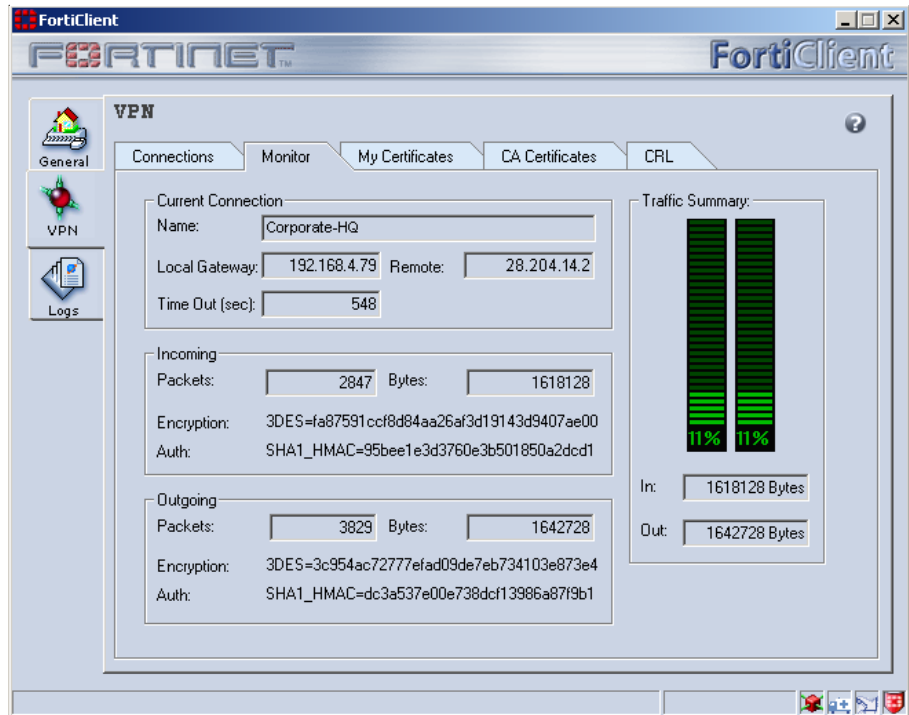 FortiClient
FORTINET TM
FortiClient
General
VPN
Logs
VPN
Connections Monitor My Certificates CA Certificates CRL
Current Connection
Name: Corporate-HQ
Local Gateway: 192.168.4.79 Remote: 28.204.14.2
Time Out (sec): 548
Incoming
Packets: 2847 Bytes: 1618128
Encryption: 3DES=fa87591ccf8d84aa26af3d19143d9407ae00
Auth: SHA1_HMAC=95bee1e3d3760e3b501850a2dcd1
Outgoing
Packets: 3829 Bytes: 1642728
Encryption: 3DES=3c954ac72777efad09de7eb734103e873e4
Auth: SHA1_HMAC=dc3a537e00e738dcf13986a87f9b1
Traffic Summary:
11% 11%
In: 1618128 Bytes
Out: 1642728 Bytes